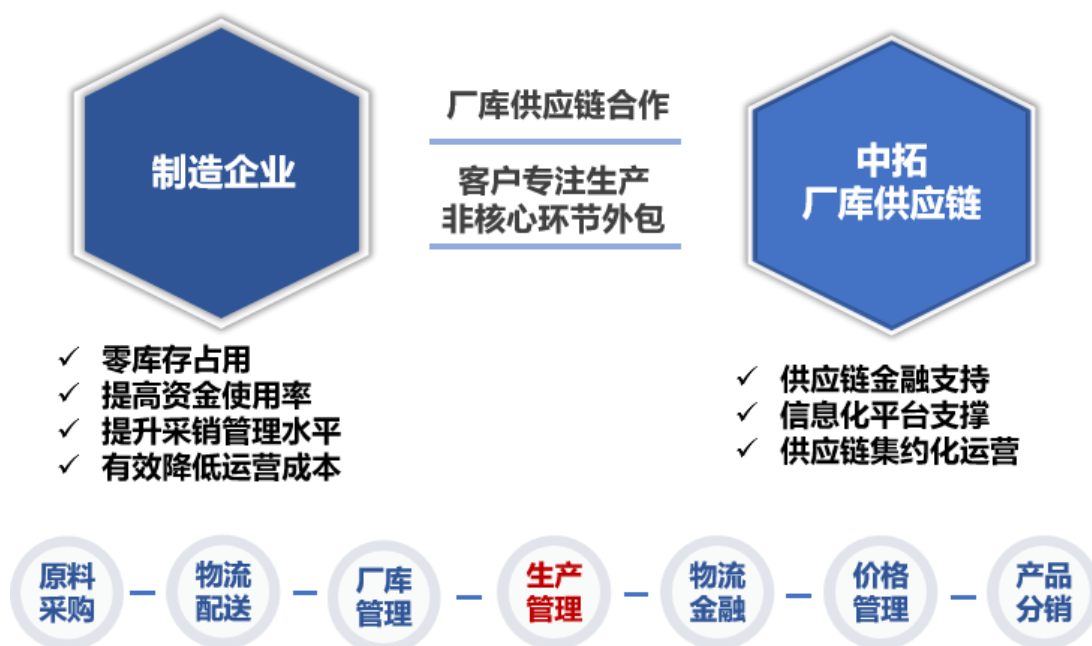 制造企业
厂库供应链合作
客户专注生产
非核心环节外包
中拓
厂库供应链
✓ 零库存占用
✓ 提高资金使用率
✓ 提升采销管理水平
✓ 有效降低运营成本
✓ 供应链金融支持
✓ 信息化平台支撑
✓ 供应链集约化运营
原料
采购
物流
配送
厂库
管理
生产
管理
物流
金融
价格
管理
产品
分销